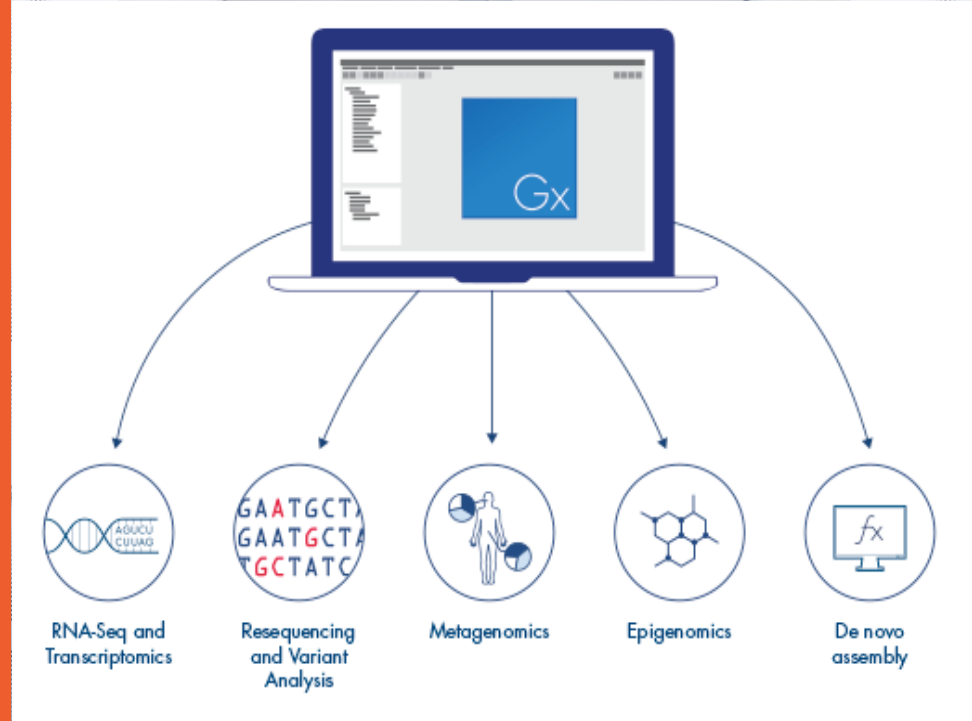 Gx
AGUCU
CUUAG
GAATGCTA
GAATGCTA
TGCTATC
fx
RNA-Seq and
Transcriptomics
Resequencing
and Variant
Analysis
Metagenomics
Epigenomics
De novo
assembly